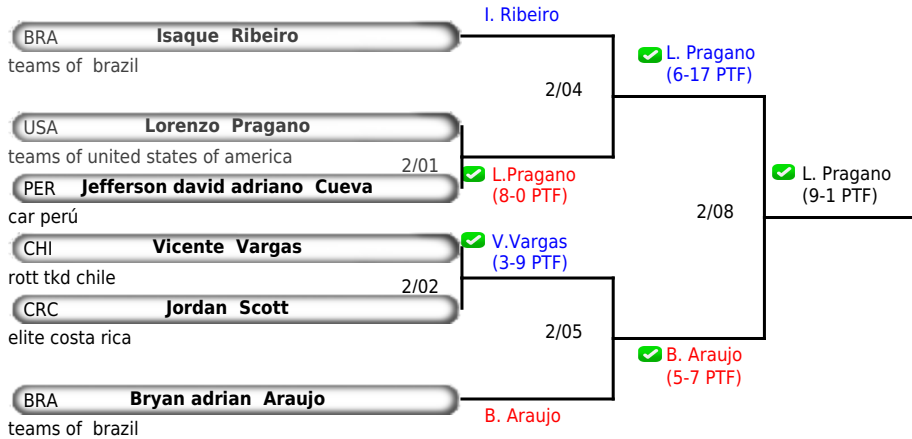 I. Ribeiro
BRA Isaque Ribeiro
teams of brazil
L. Pragano
(6-17 PTF)
2/04
USA Lorenzo Pragano
teams of united states of america
2/01
L.Pragano
(8-0 PTF)
L. Pragano
(9-1 PTF)
PER Jefferson david adriano Cueva
car perú
2/08
CHI Vicente Vargas
V.Vargas
(3-9 PTF)
rott tkd chile
2/02
CRC Jordan Scott
elite costa rica
2/05
B. Araujo
(5-7 PTF)
BRA Bryan adrian Araujo
B. Araujo
teams of brazil